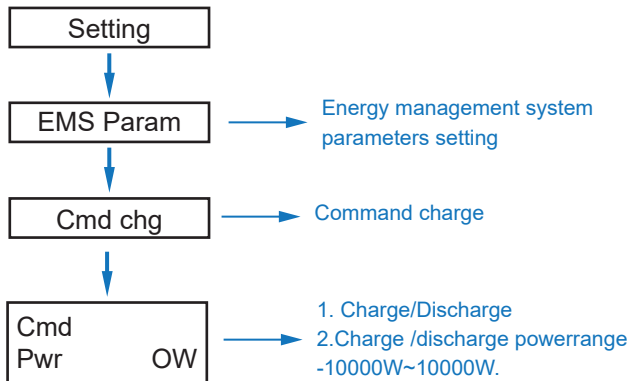 Setting
EMS Param
Energy management system
parameters setting
Cmd chg
Command charge
Cmd
Pwr OW
1. Charge/Discharge
2.Charge /discharge powerrange
-10000W~10000W.